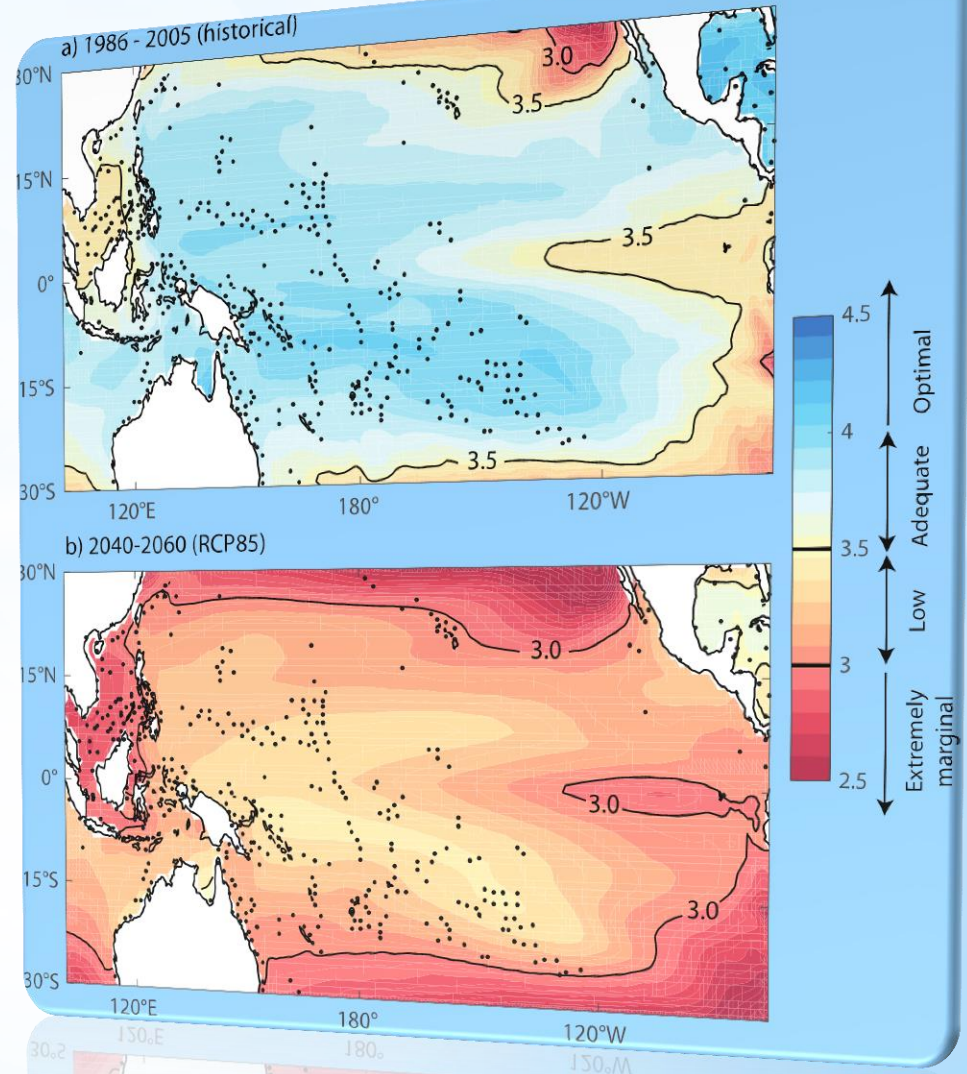 a) 1986 - 2005 (historical)
30°N
15°N
0°
15°S
30°S
3.0
3.5
3.5
3.5
120°E
180°
120°W
b) 2040-2060 (RCP85)
30°N
15°N
0°
15°S
30°S
3.0
3.0
3.0
120°E
180°
120°W
4.5
4
3.5
3
2.5
Optimal
Adequate
Low
Extremely
marginal